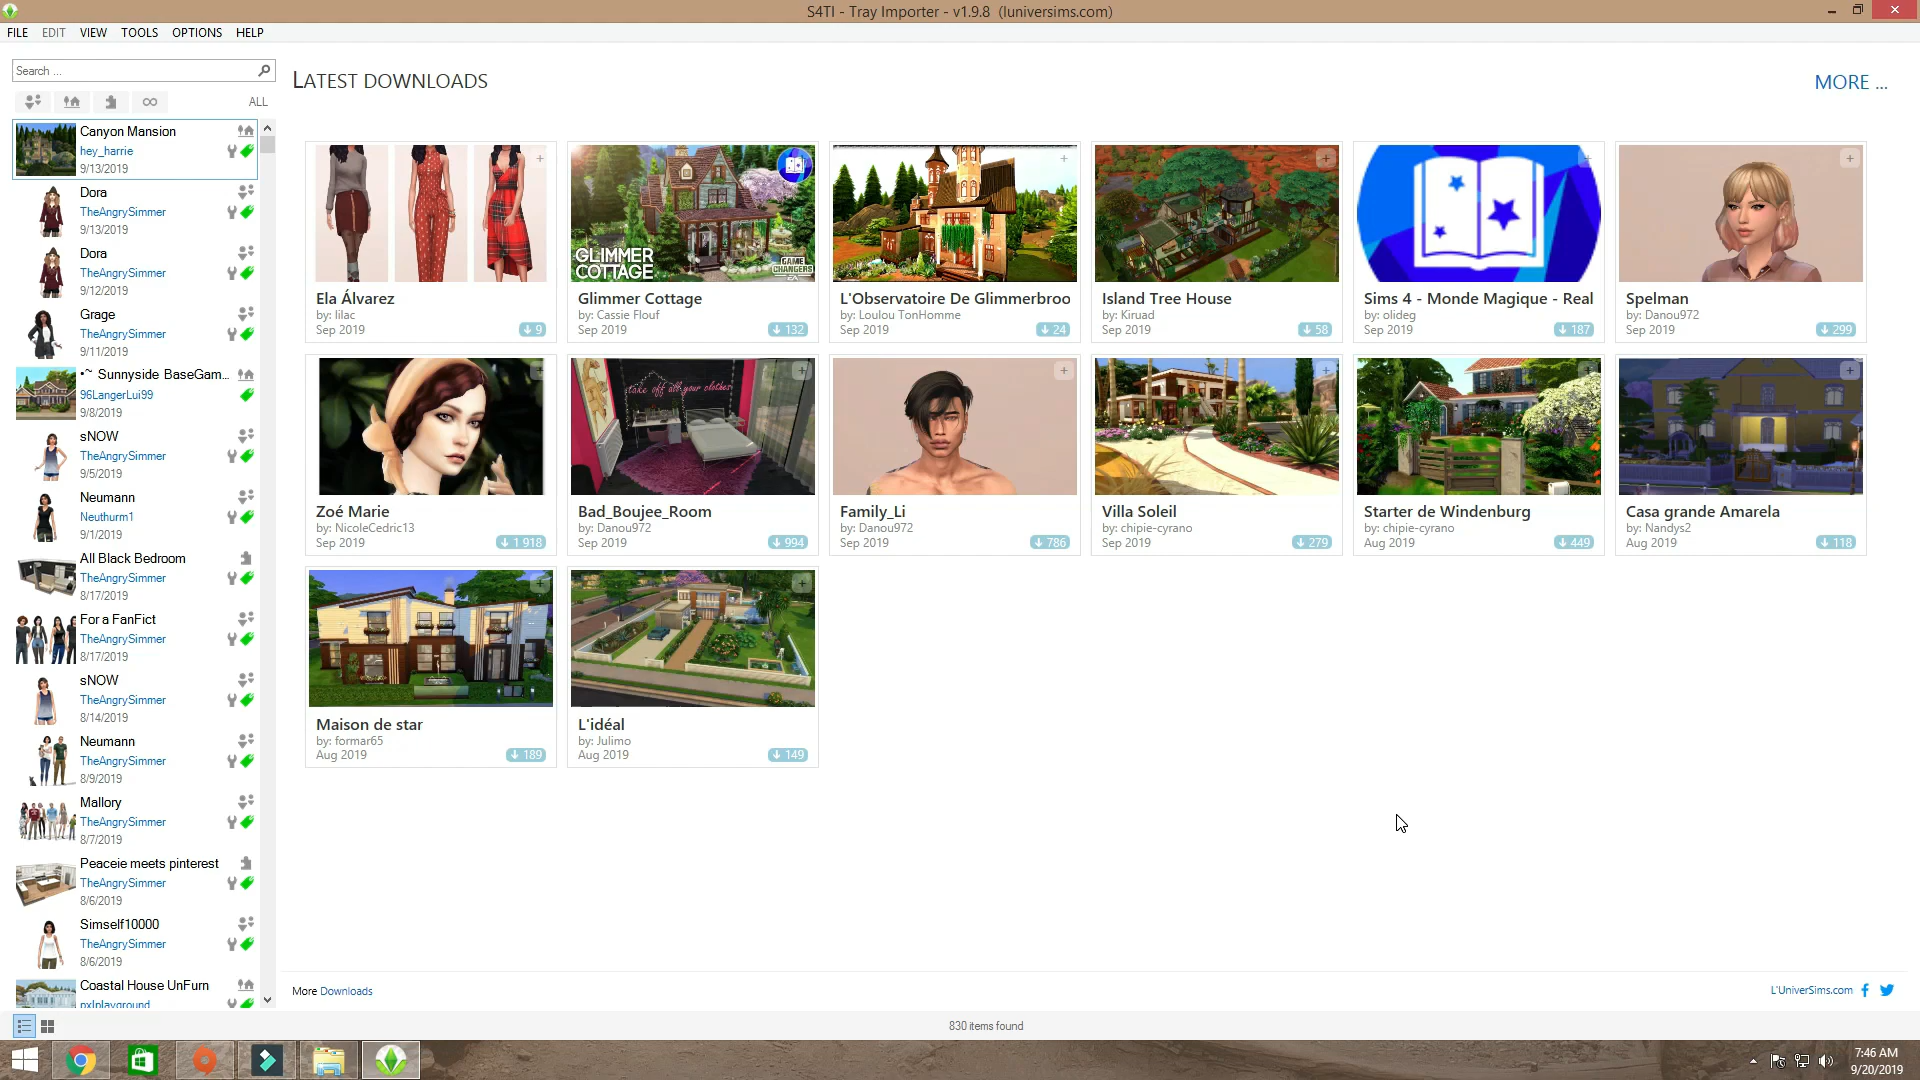 S4TI - Tray Importer - v1.9.8 (luniversims.com)
FILE EDIT VIEW TOOLS OPTIONS HELP
Search ...
ALL
Canyon Mansion
hey_harrie
9/13/2019
Dora
TheAngrySimmer
9/13/2019
Dora
TheAngrySimmer
9/12/2019
Grage
TheAngrySimmer
9/11/2019
•~ Sunnyside BaseGam...
96LangerLui99
9/8/2019
sNOW
TheAngrySimmer
9/5/2019
Neumann
Neuthurm1
9/1/2019
All Black Bedroom
TheAngrySimmer
8/17/2019
For a FanFict
TheAngrySimmer
8/17/2019
sNOW
TheAngrySimmer
8/14/2019
Neumann
TheAngrySimmer
8/9/2019
Mallory
TheAngrySimmer
8/7/2019
Peaceie meets pinterest
TheAngrySimmer
8/6/2019
Simself10000
TheAngrySimmer
8/6/2019
Coastal House UnFurn
pxlplayground
LATEST DOWNLOADS
MORE ...
Ela Álvarez
by: lilac
Sep 2019
9
GLIMMER
COTTAGE
GAME
CHANGERS
Glimmer Cottage
by: Cassie Flouf
Sep 2019
132
L'Observatoire De Glimmerbroo
by: Loulou TonHomme
Sep 2019
24
Island Tree House
by: Kiruad
Sep 2019
58
Sims 4 - Monde Magique - Real
by: olideg
Sep 2019
187
Spelman
by: Danou972
Sep 2019
299
Zoé Marie
by: NicoleCedric13
Sep 2019
1 918
take off all your clothes
Bad_Boujee_Room
by: Danou972
Sep 2019
994
Family_Li
by: Danou972
Sep 2019
786
Villa Soleil
by: chipie-cyrano
Sep 2019
279
Starter de Windenburg
by: chipie-cyrano
Aug 2019
449
Casa grande Amarela
by: Nandys2
Aug 2019
118
Maison de star
by: formar65
Aug 2019
189
L'idéal
by: Julimo
Aug 2019
149
More Downloads
L'UniverSims.com
830 items found
7:46 AM
9/20/2019